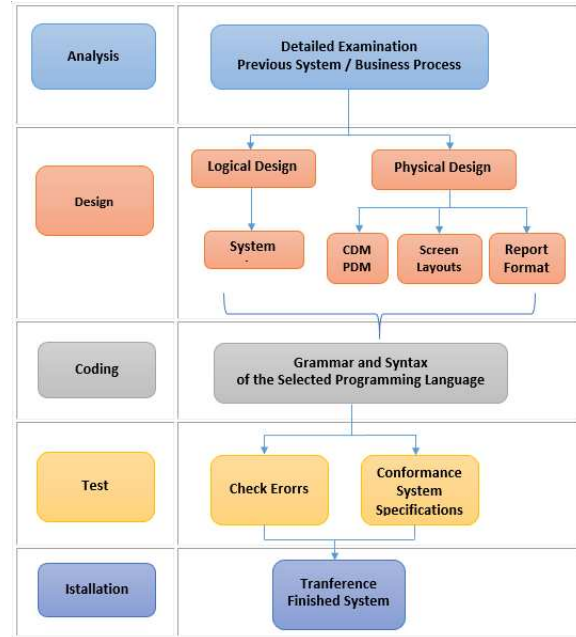 Analysis
Detailed Examination
Previous System / Business Process
Design
Logical Design
Physical Design
System
CDM
PDM
Screen
Layouts
Report
Format
Coding
Grammar and Syntax
of the Selected Programming Language
Test
Check Erorrs
Conformance
System
Specifications
Istallation
Tranference
Finished System